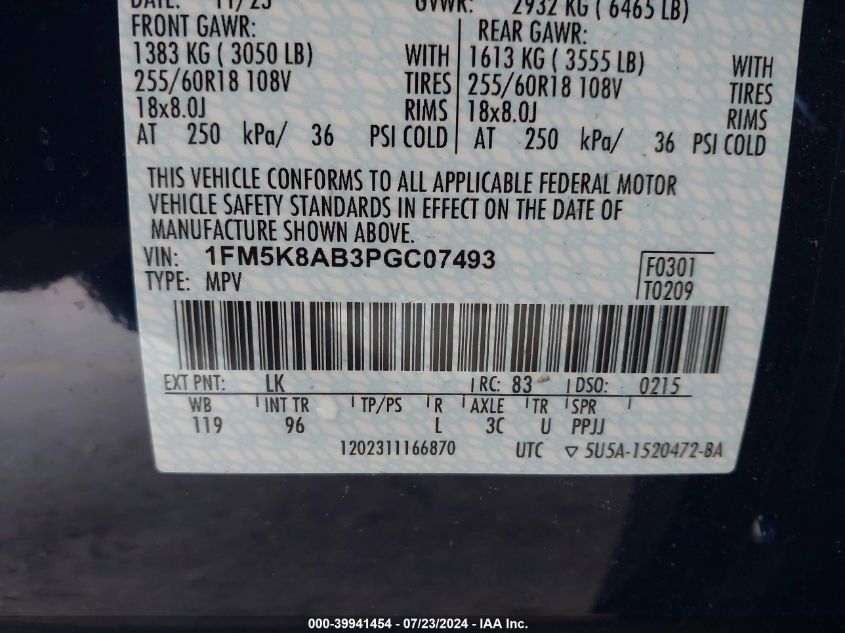 DATE: 11/23 GVWR: 2932 KG ( 6465 LB)
FRONT GAWR: REAR GAWR:
1383 KG ( 3050 LB) WITH 1613 KG ( 3555 LB) WITH
255/60R18 108V TIRES 255/60R18 108V TIRES
18x8.0J RIMS 18x8.0J RIMS
AT 250 kPa/ 36 PSI COLD AT 250 kPa/ 36 PSI COLD
THIS VEHICLE CONFORMS TO ALL APPLICABLE FEDERAL MOTOR
VEHICLE SAFETY STANDARDS IN EFFECT ON THE DATE OF
MANUFACTURE SHOWN ABOVE.
VIN: 1FM5K8AB3PGC07493 F0301
TYPE: MPV T0209
EXT PNT: LK RC: 83 DSO: 0215
WB INT TR TP/PS R AXLE TR SPR
119 96 L 3C U PPJJ
1202311166870 UTC ▽ 5U5A-1520472-BA
000-39941454 / 07/23/2024 - IAA Inc.